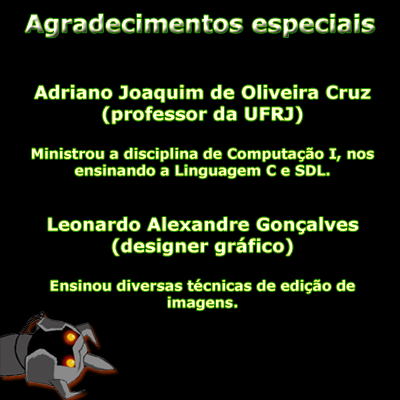 Agradecimentos especiais
Adriano Joaquim de Oliveira Cruz
(professor da UFRJ)
Ministrou a disciplina de Computação I, nos
ensinando a Linguagem C e SDL.
Leonardo Alexandre Gonçalves
(designer gráfico)
Ensinou diversas técnicas de edição de
imagens.